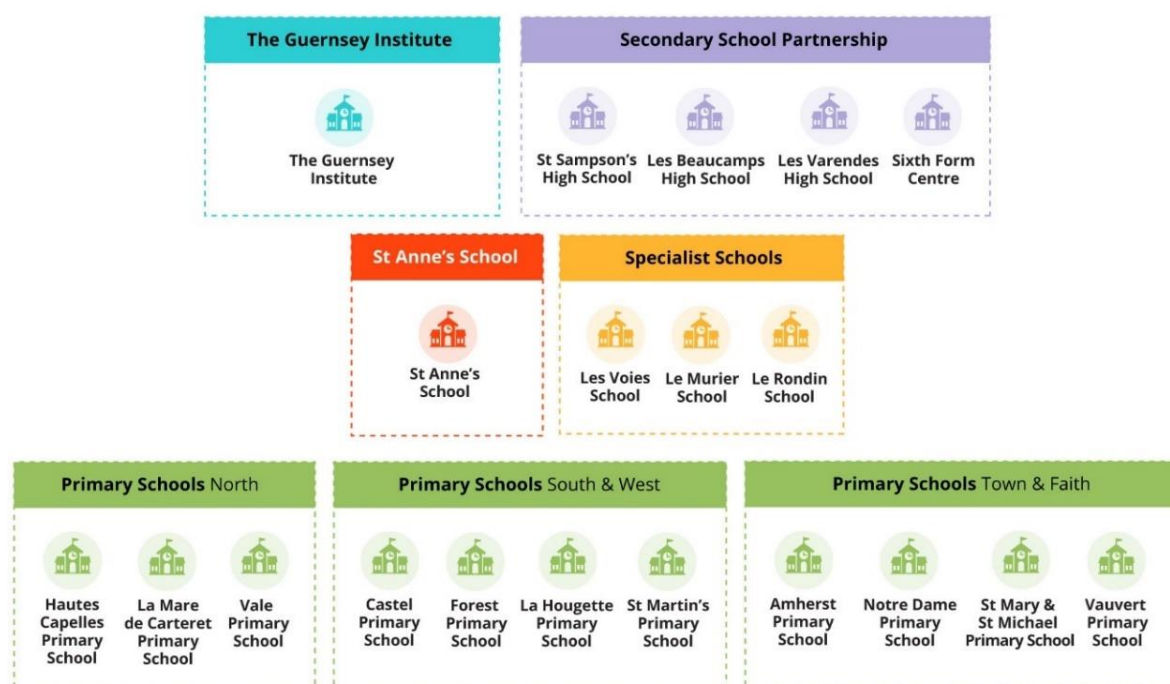 The Guernsey Institute
The Guernsey
Institute
Secondary School Partnership
St Sampson's
High School
Les Beaucamps
High School
Les Varendes
High School
Sixth Form
Centre
St Anne's School
St Anne's
School
Specialist Schools
Les Voies
School
Le Murier
School
Le Rondin
School
Primary Schools North
Hautes
Capelles
Primary
School
La Mare
de Carteret
Primary
School
Vale
Primary
School
Primary Schools South & West
Castel
Primary
School
Forest
Primary
School
La Hougette
Primary
School
St Martin's
Primary
School
Primary Schools Town & Faith
Amherst
Primary
School
Notre Dame
Primary
School
St Mary &
St Michael
Primary School
Vauvert
Primary
School